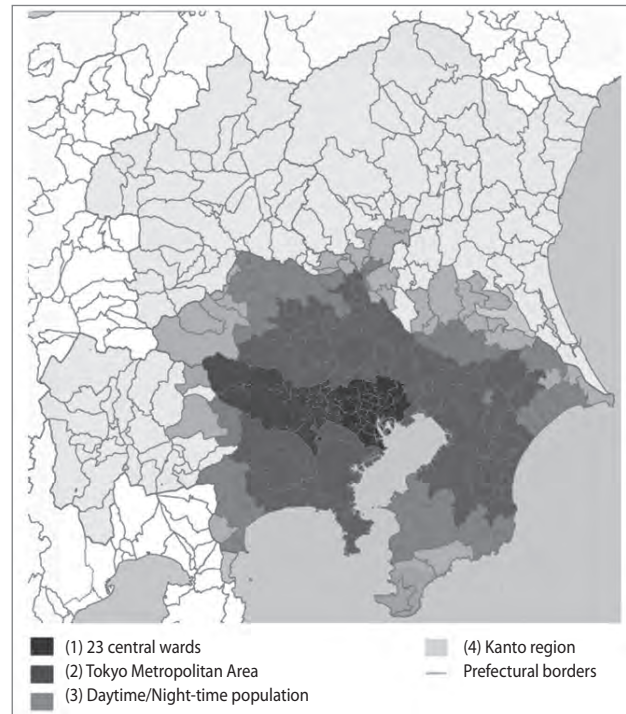 (1) 23 central wards
(2) Tokyo Metropolitan Area
(3) Daytime/Night-time population
(4) Kanto region
Prefectural borders